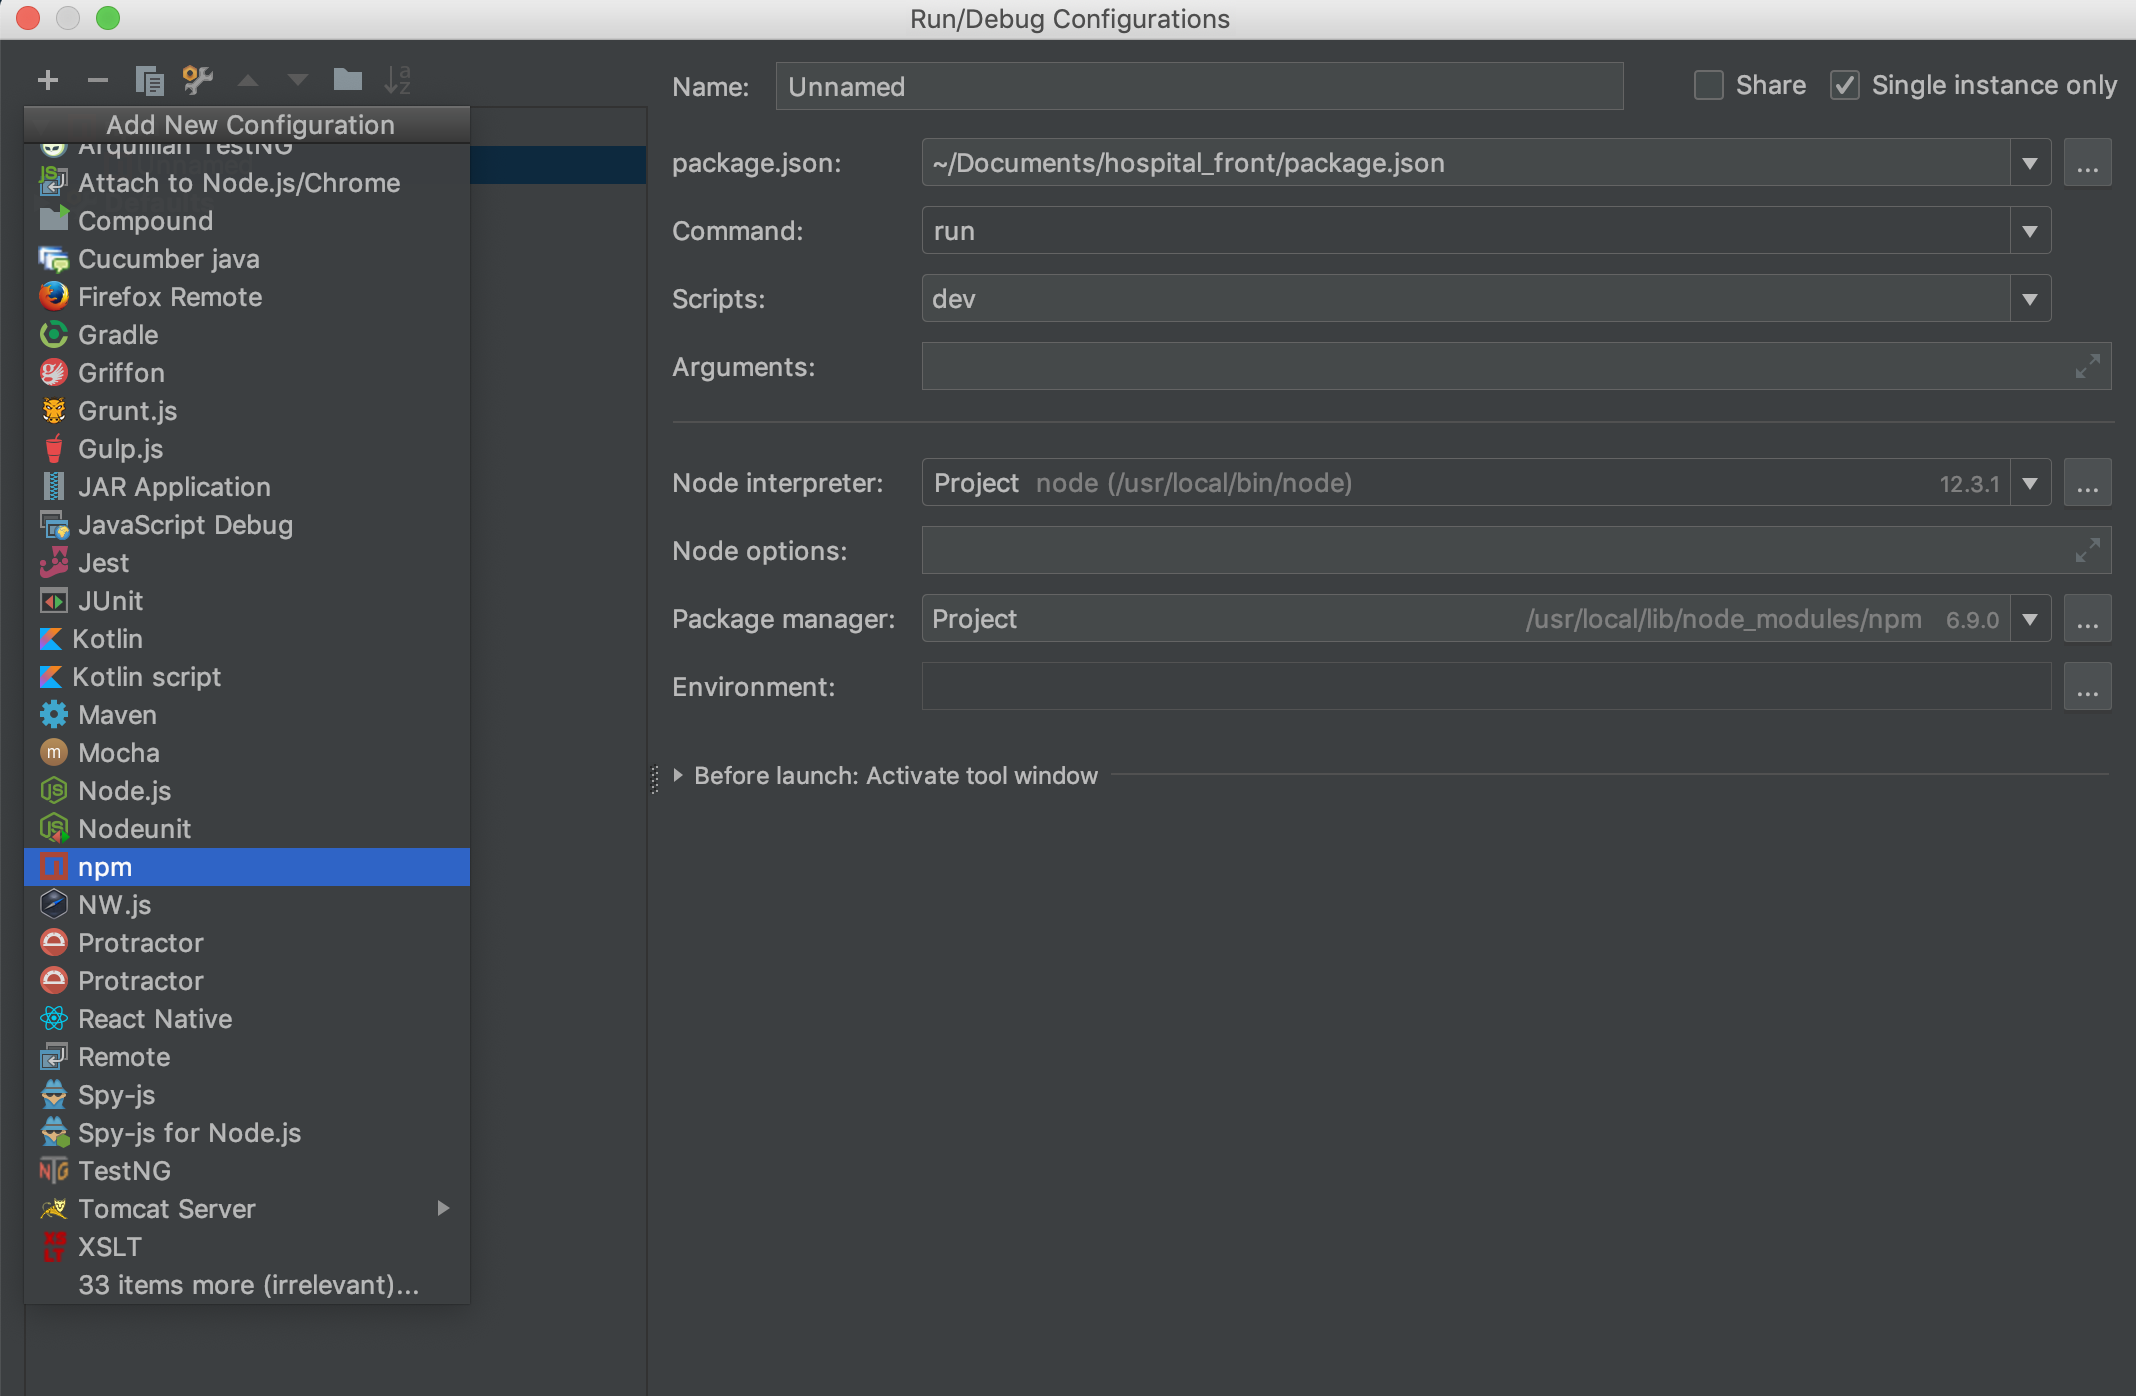 Run/Debug Configurations
Add New Configuration
Arquillian TestNG
Attach to Node.js/Chrome
Compound
Cucumber java
Firefox Remote
Gradle
Griffon
Grunt.js
Gulp.js
JAR Application
JavaScript Debug
Jest
JUnit
Kotlin
Kotlin script
Maven
Mocha
Node.js
Nodeunit
npm
NW.js
Protractor
Protractor
React Native
Remote
Spy-js
Spy-js for Node.js
TestNG
Tomcat Server
XSLT
33 items more (irrelevant)...
Name: Unnamed Share Single instance only
package.json: ~/Documents/hospital_front/package.json ...
Command: run
Scripts: dev
Arguments:
Node interpreter: Project node (/usr/local/bin/node) 12.3.1 ...
Node options:
Package manager: Project /usr/local/lib/node_modules/npm 6.9.0 ...
Environment: ...
Before launch: Activate tool window